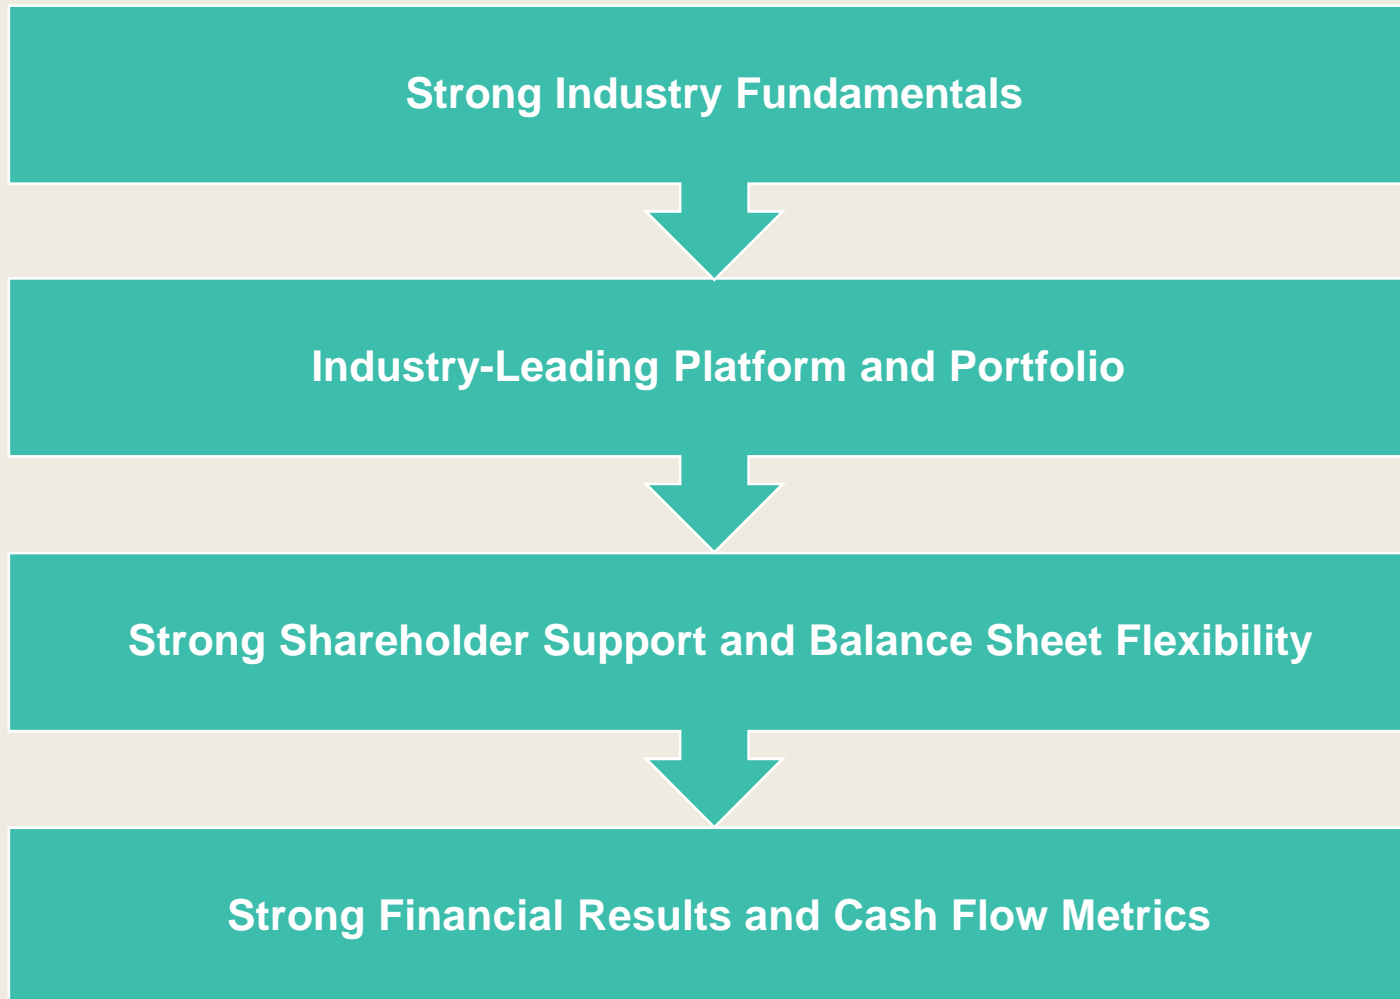 Strong Industry Fundamentals
Industry-Leading Platform and Portfolio
Strong Shareholder Support and Balance Sheet Flexibility
Strong Financial Results and Cash Flow Metrics